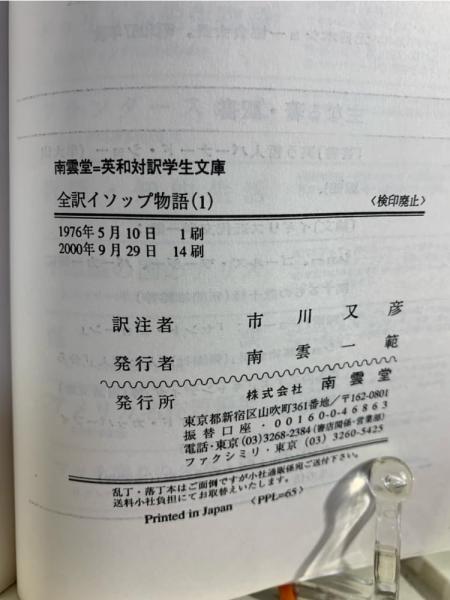 南雲堂=英和対訳学生文庫
全訳イソップ物語(1) 〈検印廃止〉
1976年5月10日 1刷
2000年9月29日 14刷
訳注者 市川又彦
発行者 南雲一範
発行所 株式会社 南雲堂
東京都新宿区山吹町361番地/〒162-0801
振替口座・00160-0-46863
電話・東京(03)3268-2384(書店関係・営業部)
ファクシミリ・東京(03)3260-5425
乱丁・落丁本はご面倒ですが小社通販係宛ご送付下さい。
送料小社負担にてお取替えいたします。
Printed in Japan 〈PPL=65〉